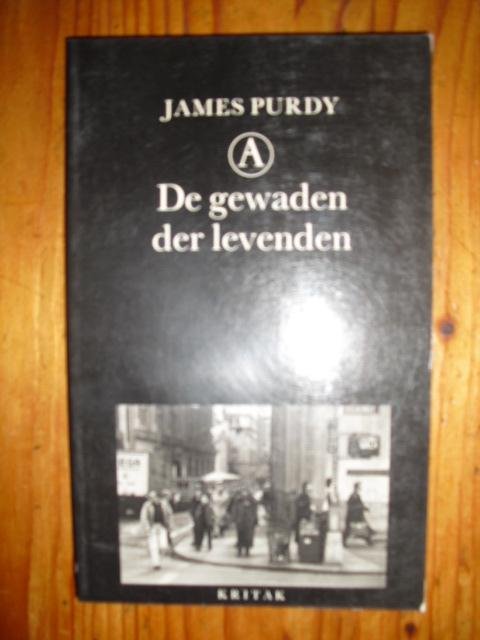 JAMES PURDY
A
De gewaden
der levenden
KRITAK